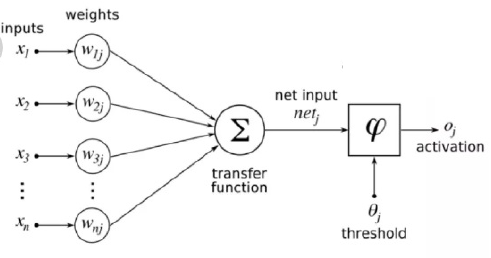 weights
inputs
x1
w1j
x2
w2j
net input
netj
Σ
φ
oj
activation
x3
w3j
transfer
function
⋮
⋮
xn
wnj
θj
threshold